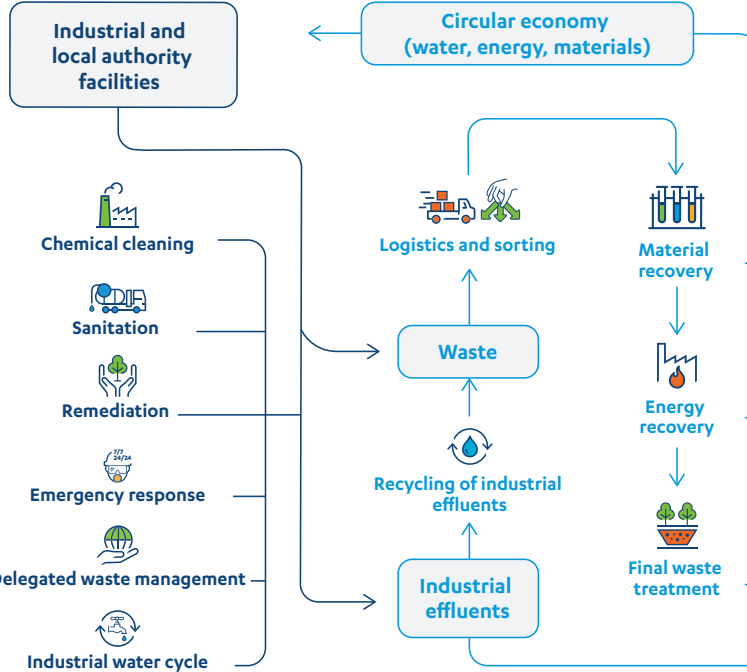 Industrial and
local authority
facilities
Circular economy
(water, energy, materials)
Chemical cleaning
Sanitation
Remediation
7/7
24/24
Emergency response
Delegated waste management
Industrial water cycle
Logistics and sorting
Waste
Recycling of industrial
effluents
Industrial
effluents
Material
recovery
Energy
recovery
Final waste
treatment